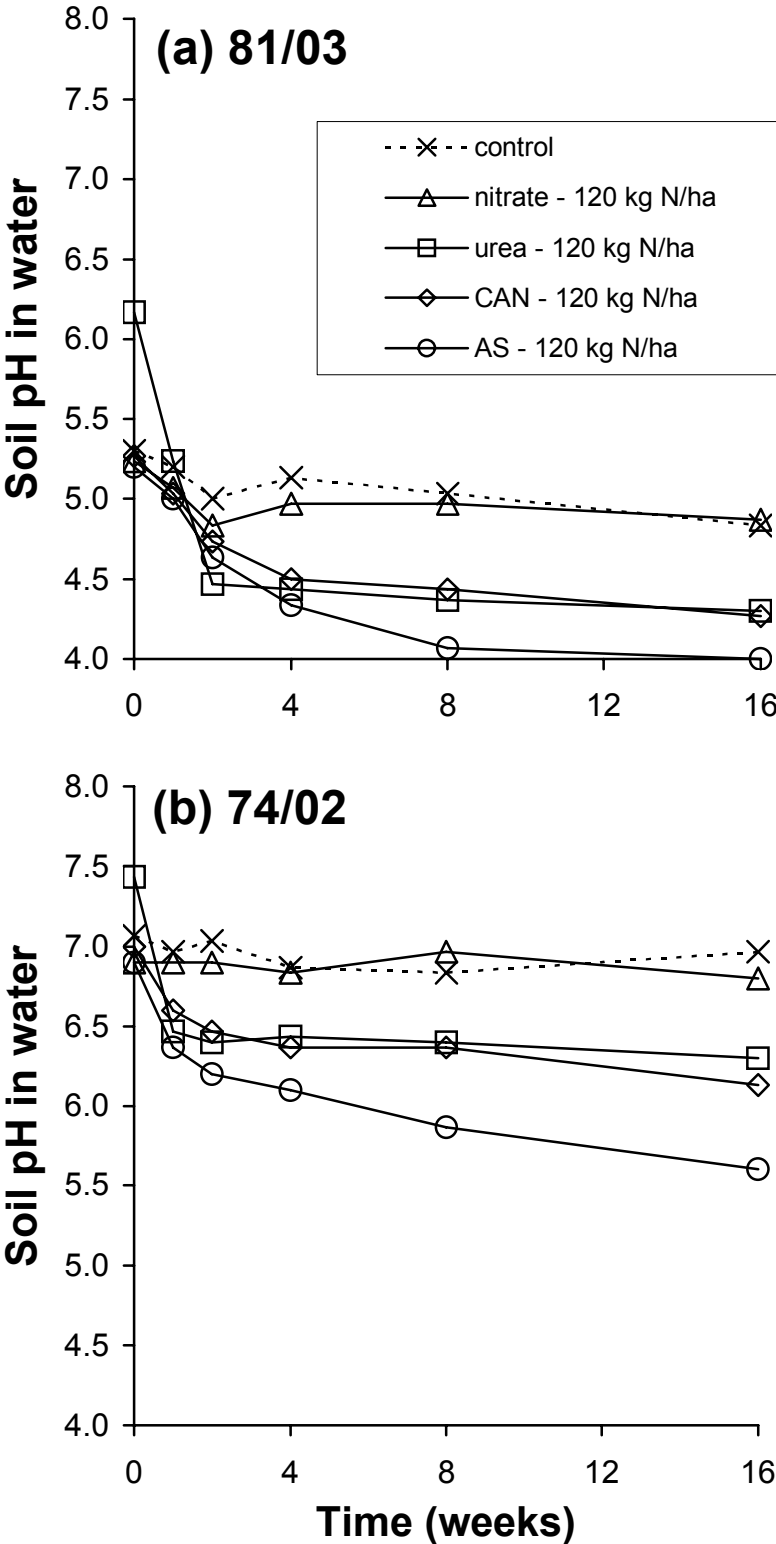 (a) 81/03
8.0
7.5
7.0
6.5
6.0
5.5
5.0
4.5
4.0
Soil pH in water
control
nitrate - 120 kg N/ha
urea - 120 kg N/ha
CAN - 120 kg N/ha
AS - 120 kg N/ha
0 4 8 12 16
(b) 74/02
8.0
7.5
7.0
6.5
6.0
5.5
5.0
4.5
4.0
Soil pH in water
0 4 8 12 16
Time (weeks)